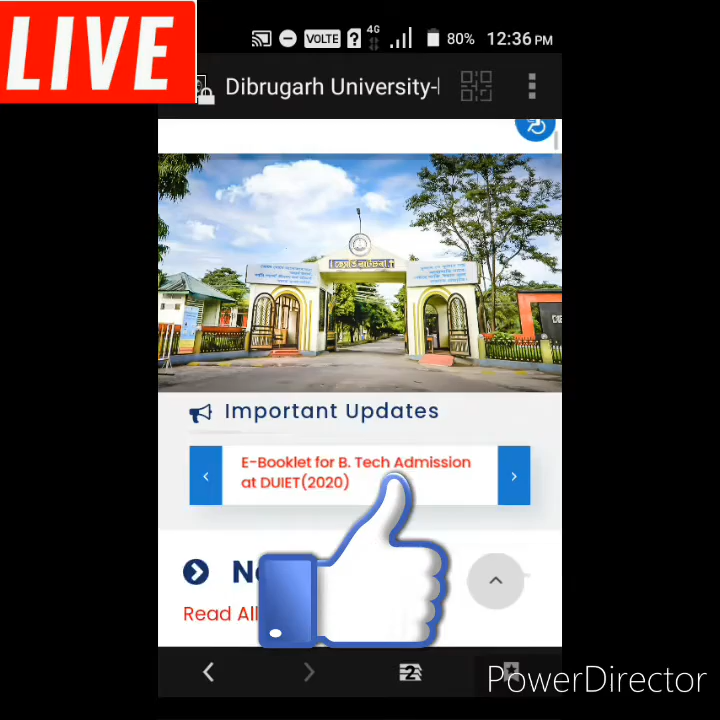 LIVE
VOLTE
?
4G
80%
12:36 PM
Dibrugarh University-
Important Updates
E-Booklet for B. Tech Admission
at DUIET(2020)
Read All
2
PowerDirector